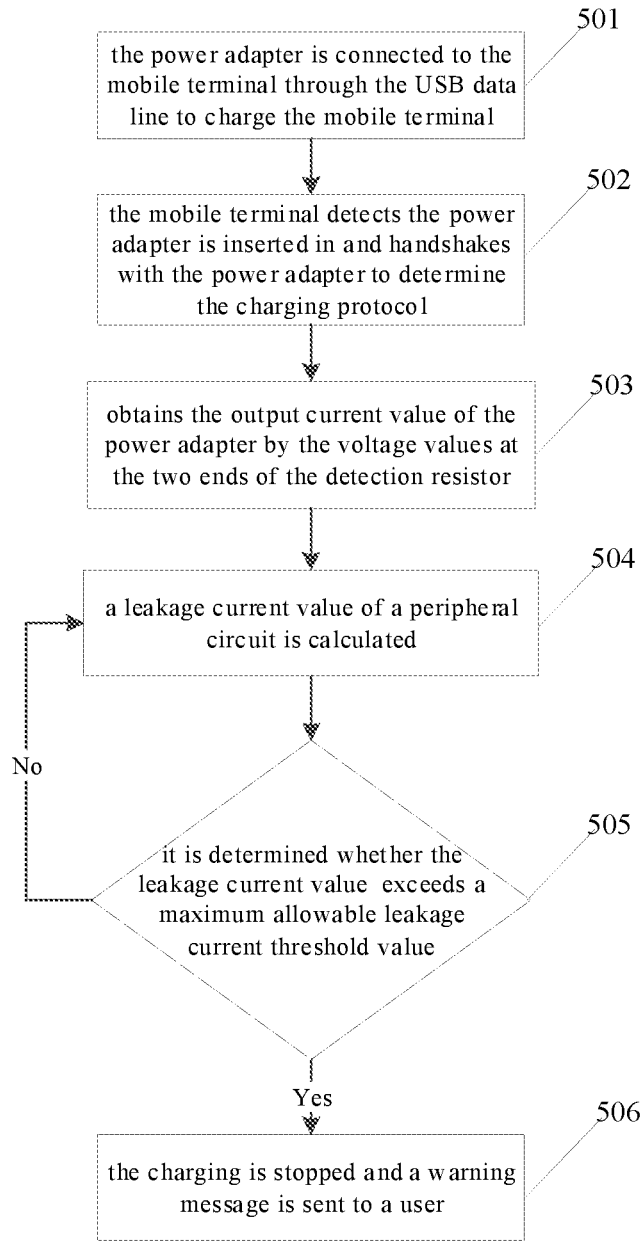 501
the power adapter is connected to the
mobile terminal through the USB data
line to charge the mobile terminal
502
the mobile terminal detects the power
adapter is inserted in and handshakes
with the power adapter to determine
the charging protocol
503
obtains the output current value of the
power adapter by the voltage values at
the two ends of the detection resistor
504
a leakage current value of a peripheral
circuit is calculated
No
505
it is determined whether the
leakage current value exceeds a
maximum allowable leakage
current threshold value
Yes
506
the charging is stopped and a warning
message is sent to a user